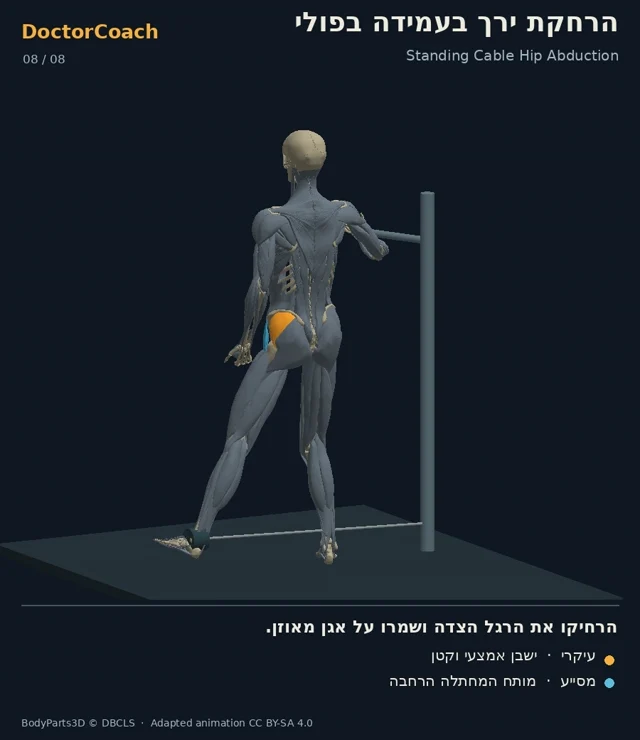 הרחקת ירך בעמידה בפולי
DoctorCoach
Standing Cable Hip Abduction
08 / 08
הרחיקו את הרגל הצדה ושמרו על אגן מאוזן.
עיקרי · ישבן אמצעי וקטן
מסייע · מותח המחתלה הרחבה
BodyParts3D © DBCLS · Adapted animation CC BY-SA 4.0